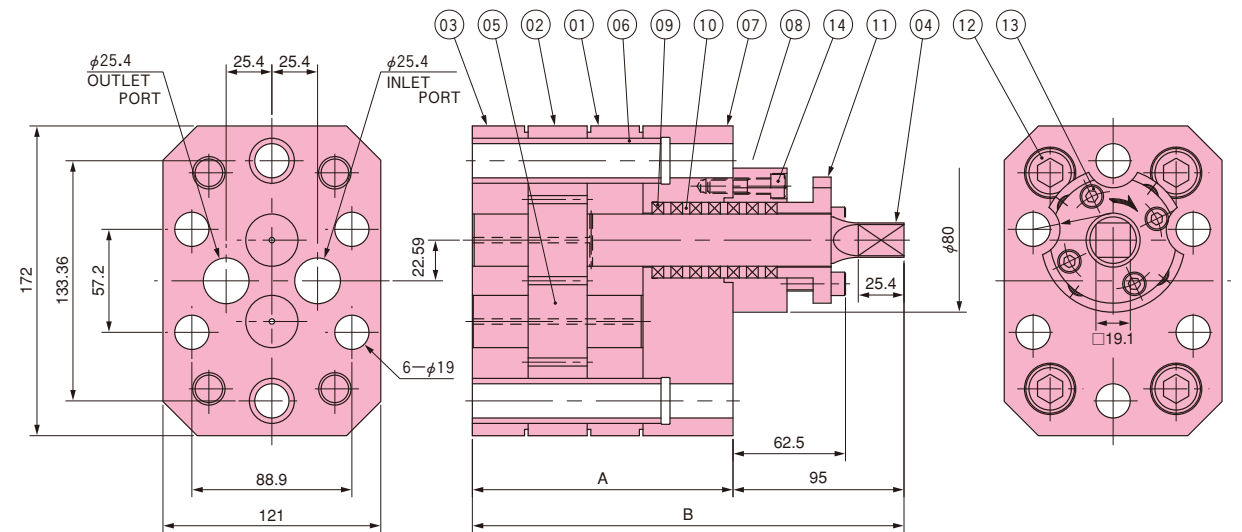 03 05 02 01 06 09 10 07 08 14 11 04 12 13
φ25.4
OUTLET
PORT
25.4
25.4
φ25.4
INLET
PORT
172
133.36
57.2
6−φ19
88.9
121
22.59
25.4
φ80
62.5
A
95
B
□19.1